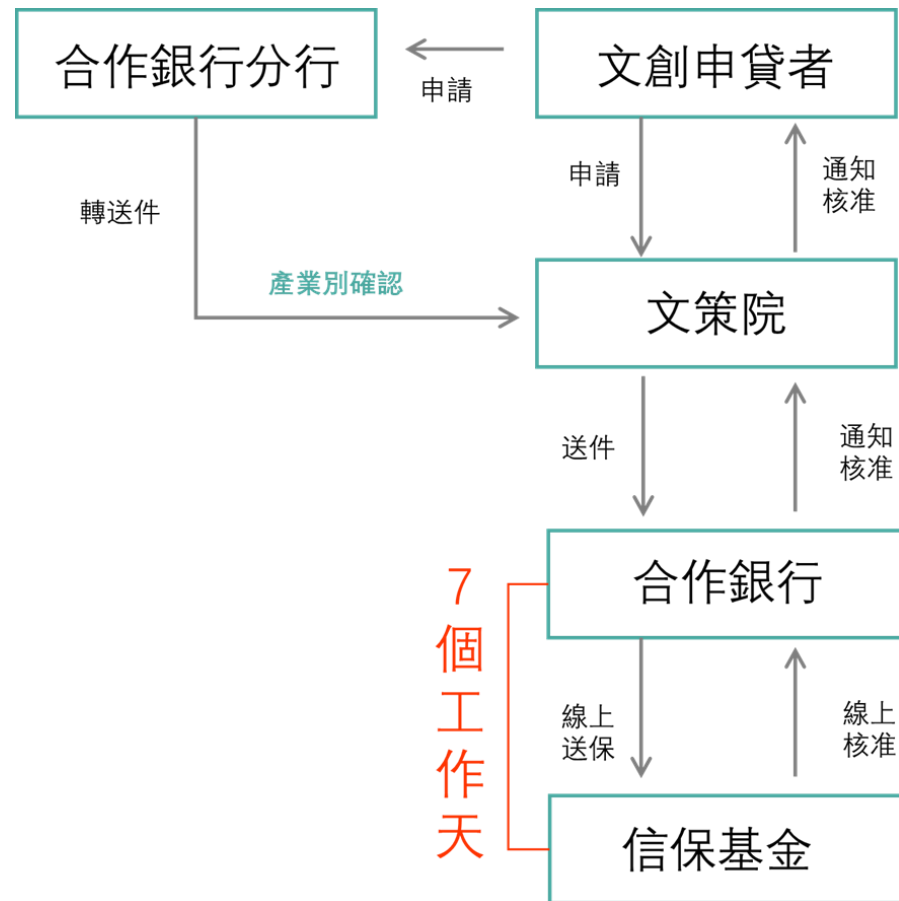 合作銀行分行
文創申貸者
申請
申請
通知
核准
轉送件
產業別確認
文策院
送件
通知
核准
合作銀行
7
個
工
作
天
線上
送保
線上
核准
信保基金